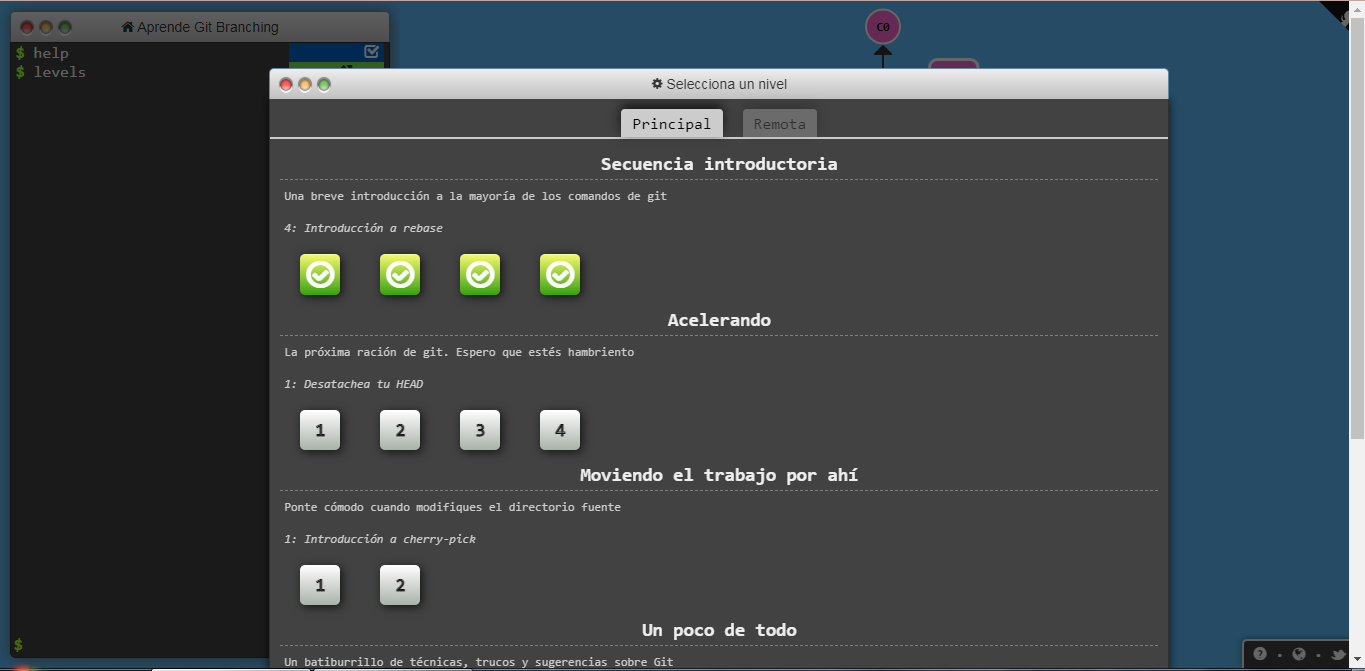 Aprende Git Branching
C0
$ help
$ levels
Selecciona un nivel
Principal
Remota
Secuencia introductoria
Una breve introducción a la mayoría de los comandos de git
4: Introducción a rebase
Acelerando
La próxima ración de git. Espero que estés hambriento
1: Desatachea tu HEAD
1 2 3 4
Moviendo el trabajo por ahí
Ponte cómodo cuando modifiques el directorio fuente
1: Introducción a cherry-pick
1 2
Un poco de todo
$
Un batiburrillo de técnicas, trucos y sugerencias sobre Git